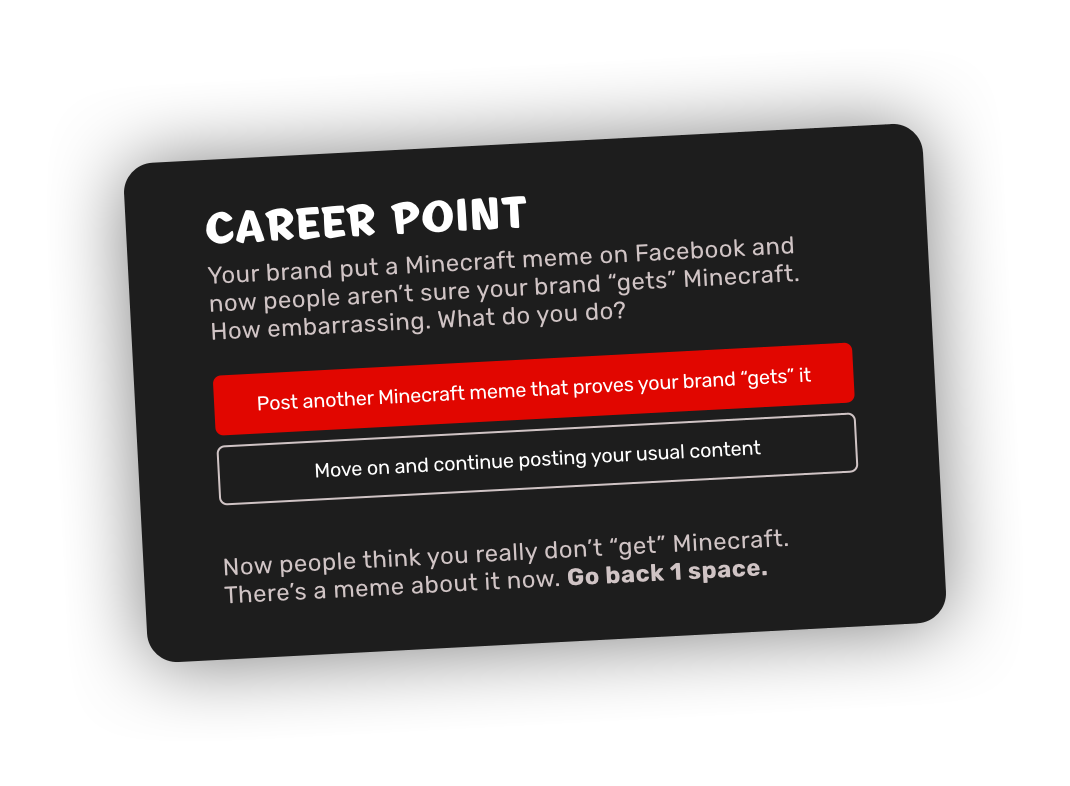 CAREER POINT
Your brand put a Minecraft meme on Facebook and
now people aren’t sure your brand “gets” Minecraft.
How embarrassing. What do you do?
Post another Minecraft meme that proves your brand “gets” it
Move on and continue posting your usual content
Now people think you really don’t “get” Minecraft.
There’s a meme about it now. Go back 1 space.